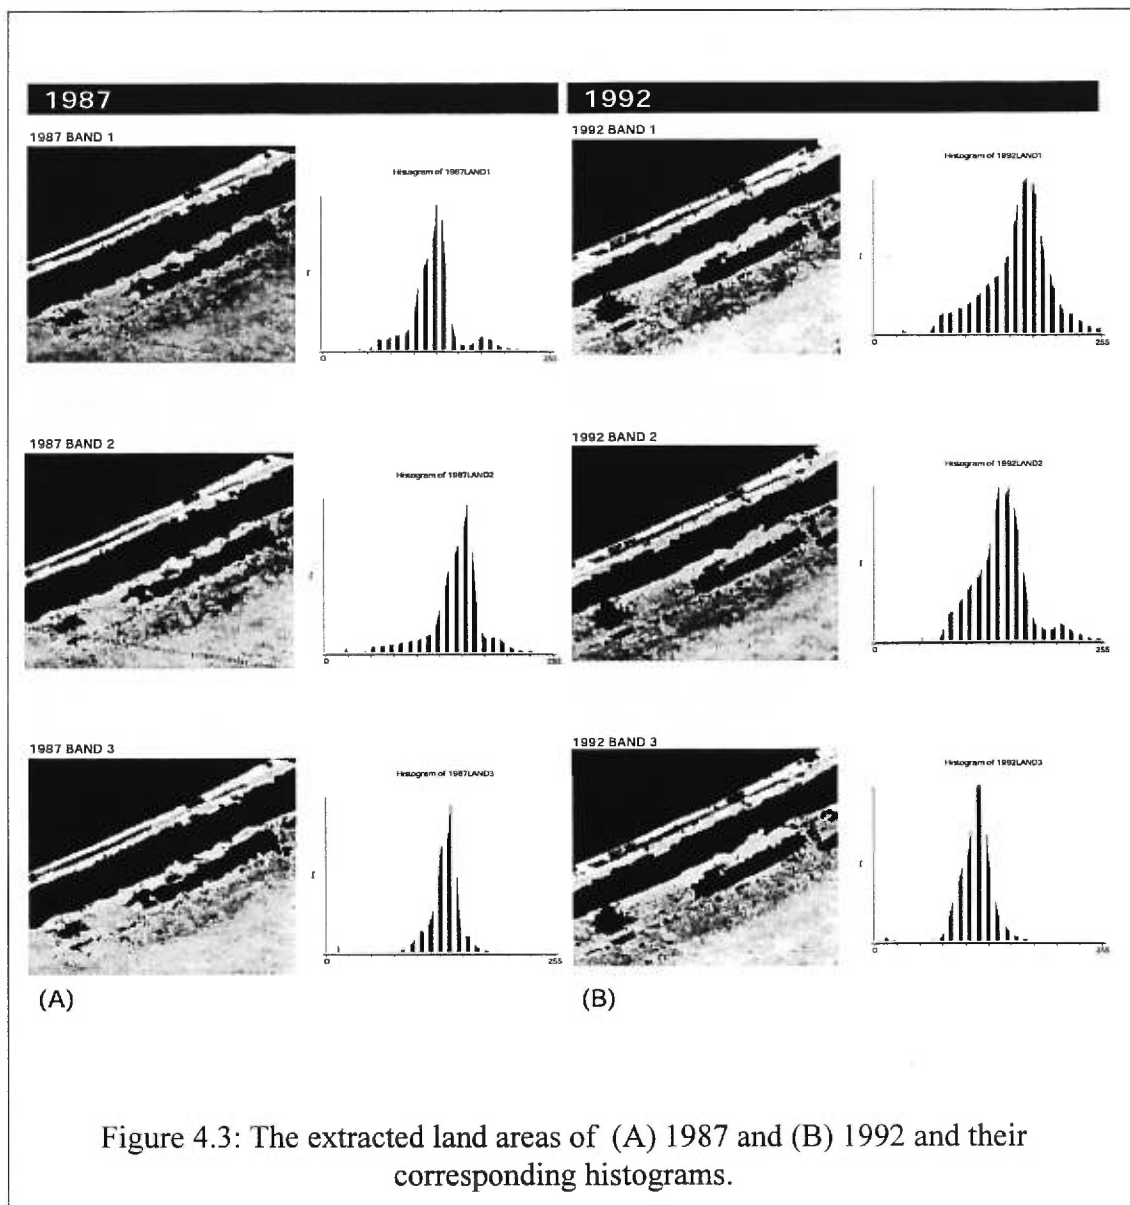 1987
1992
1987 BAND 1
1992 BAND 1
Histogram of 1987LAND1
Histogram of 1992LAND1
0
255
0
255
1987 BAND 2
1992 BAND 2
Histogram of 1987LAND2
Histogram of 1992LAND2
0
255
0
255
1987 BAND 3
1992 BAND 3
Histogram of 1987LAND3
Histogram of 1992LAND3
0
255
0
255
(A)
(B)
Figure 4.3: The extracted land areas of (A) 1987 and (B) 1992 and their
corresponding histograms.